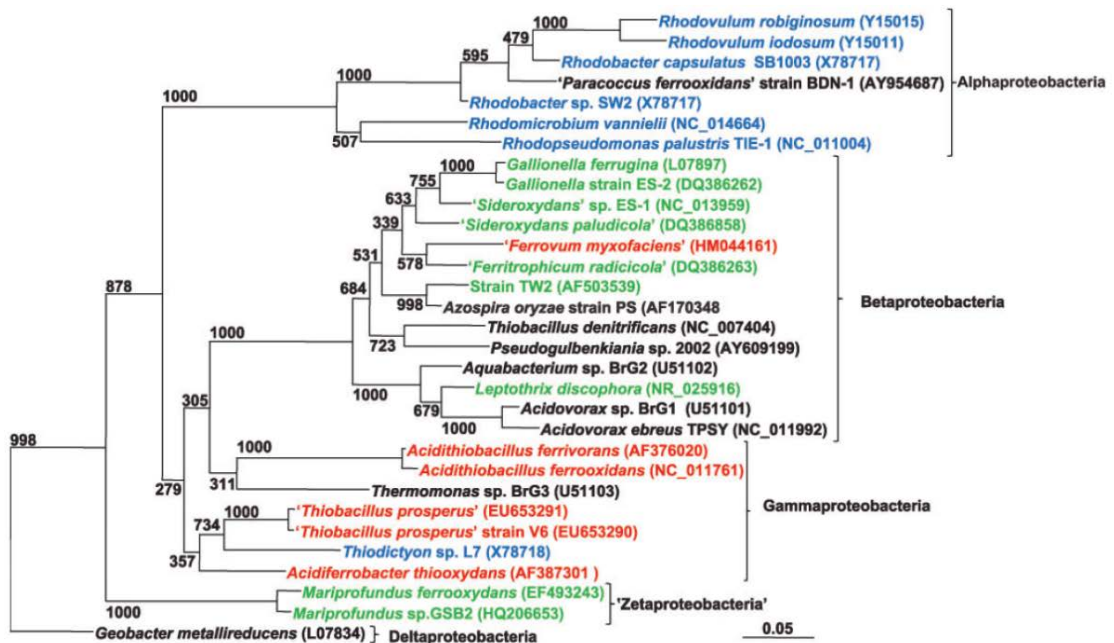 1000
Rhodovulum robiginosum (Y15015)
479
Rhodovulum iodosum (Y15011)
595
Rhodobacter capsulatus SB1003 (X78717)
1000
'Paracoccus ferrooxidans' strain BDN-1 (AY954687)
Alphaproteobacteria
1000
Rhodobacter sp. SW2 (X78717)
Rhodomicrobium vannielii (NC_014664)
507
Rhodopseudomonas palustris TIE-1 (NC_011004)
1000
Gallionella ferrugina (L07897)
755
Gallionella strain ES-2 (DQ386262)
633
'Sideroxydans' sp. ES-1 (NC_013959)
339
'Sideroxydans paludicola' (DQ386858)
531
'Ferrovum myxofaciens' (HM044161)
578
'Ferritrophicum radicicola' (DQ386263)
684
Strain TW2 (AF503539)
878
998
Azospira oryzae strain PS (AF170348
Betaproteobacteria
Thiobacillus denitrificans (NC_007404)
1000
723
Pseudogulbenkiania sp. 2002 (AY609199)
Aquabacterium sp. BrG2 (U51102)
1000
Leptothrix discophora (NR_025916)
305
679
Acidovorax sp. BrG1 (U51101)
1000
Acidovorax ebreus TPSY (NC_011992)
998
1000
Acidithiobacillus ferrivorans (AF376020)
Acidithiobacillus ferrooxidans (NC_011761)
279
311
Thermomonas sp. BrG3 (U51103)
Gammaproteobacteria
1000
'Thiobacillus prosperus' (EU653291)
734
'Thiobacillus prosperus' strain V6 (EU653290)
357
Thiodictyon sp. L7 (X78718)
Acidiferrobacter thiooxydans (AF387301 )
Mariprofundus ferrooxydans (EF493243)
'Zetaproteobacteria'
1000
Mariprofundus sp.GSB2 (HQ206653)
Geobacter metallireducens (L07834)
Deltaproteobacteria
0.05